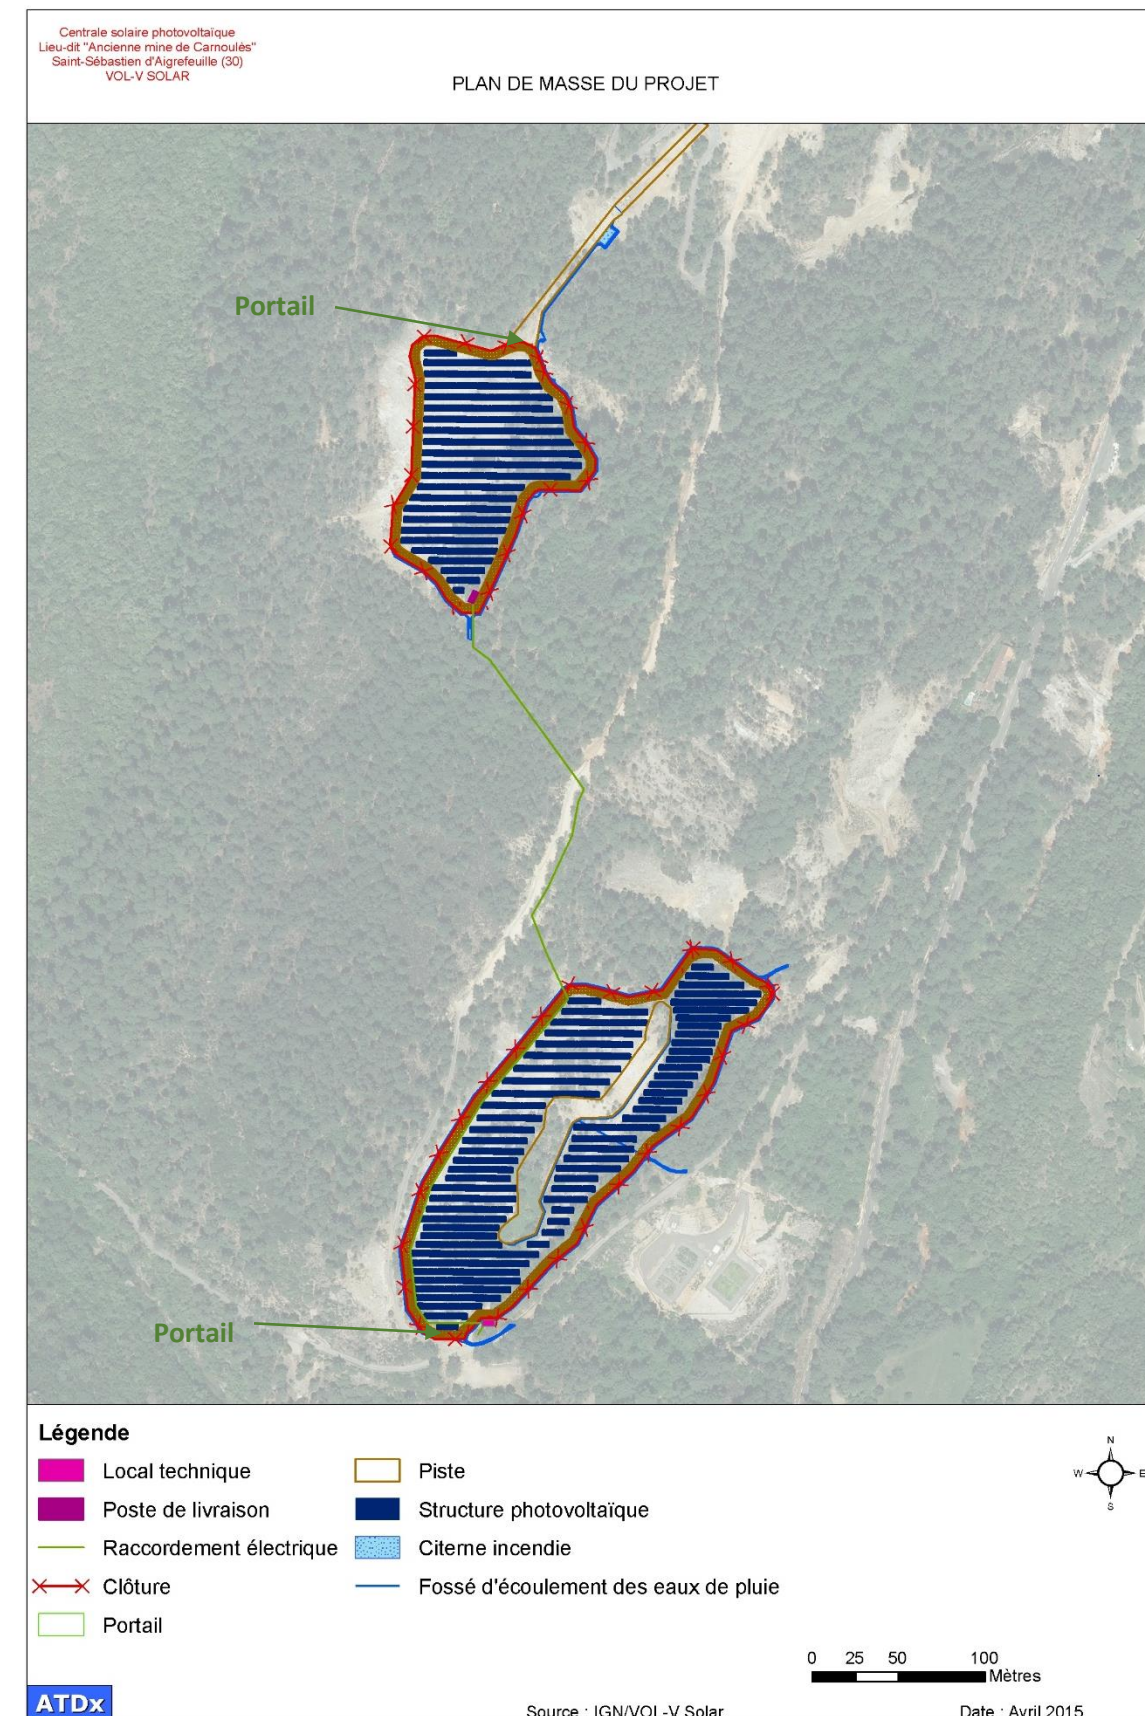 Centrale solaire photovoltaïque
Lieu-dit "Ancienne mine de Carnoulès"
Saint-Sébastien d'Aigrefeuille (30)
VOL-V SOLAR
PLAN DE MASSE DU PROJET
Portail
Portail
Légende
Local technique
Poste de livraison
Raccordement électrique
Clôture
Portail
Piste
Structure photovoltaïque
Citerne incendie
Fossé d'écoulement des eaux de pluie
N
W E
S
0 25 50 100
Mètres
ATDx
Source : IGN/VOL-V Solar
Date : Avril 2015